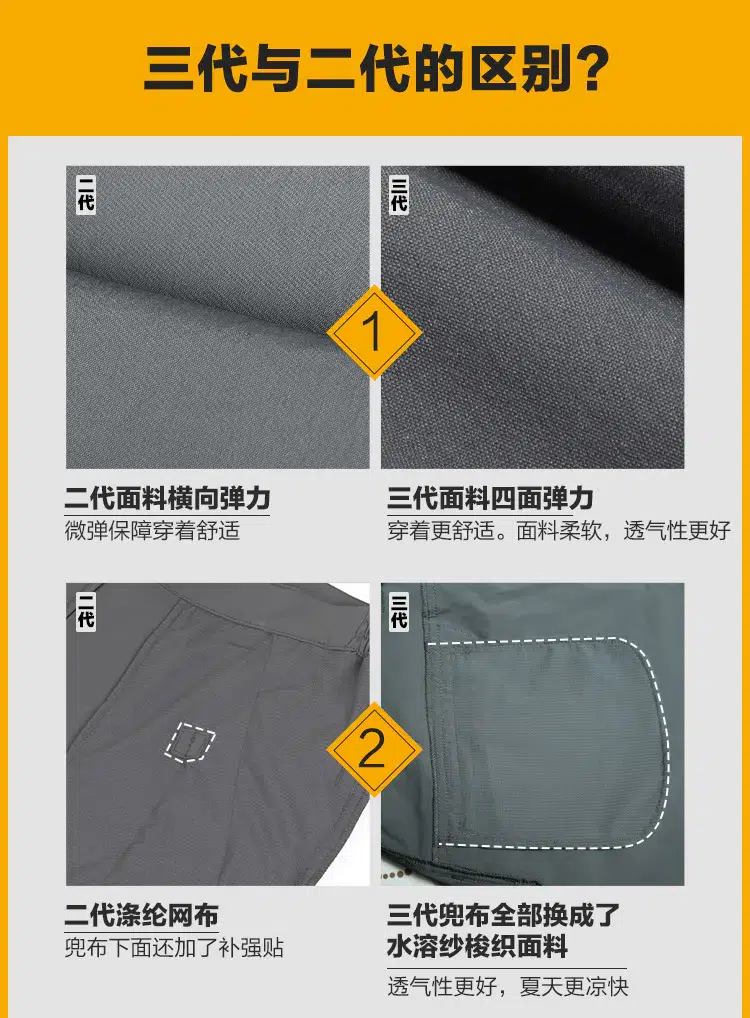 三代与二代的区别?
二代
三代
1
二代面料横向弹力
微弹保障穿着舒适
三代面料四面弹力
穿着更舒适。面料柔软，透气性更好
二代
三代
2
二代涤纶网布
兜布下面还加了补强贴
三代兜布全部换成了
水溶纱梭织面料
透气性更好，夏天更凉快